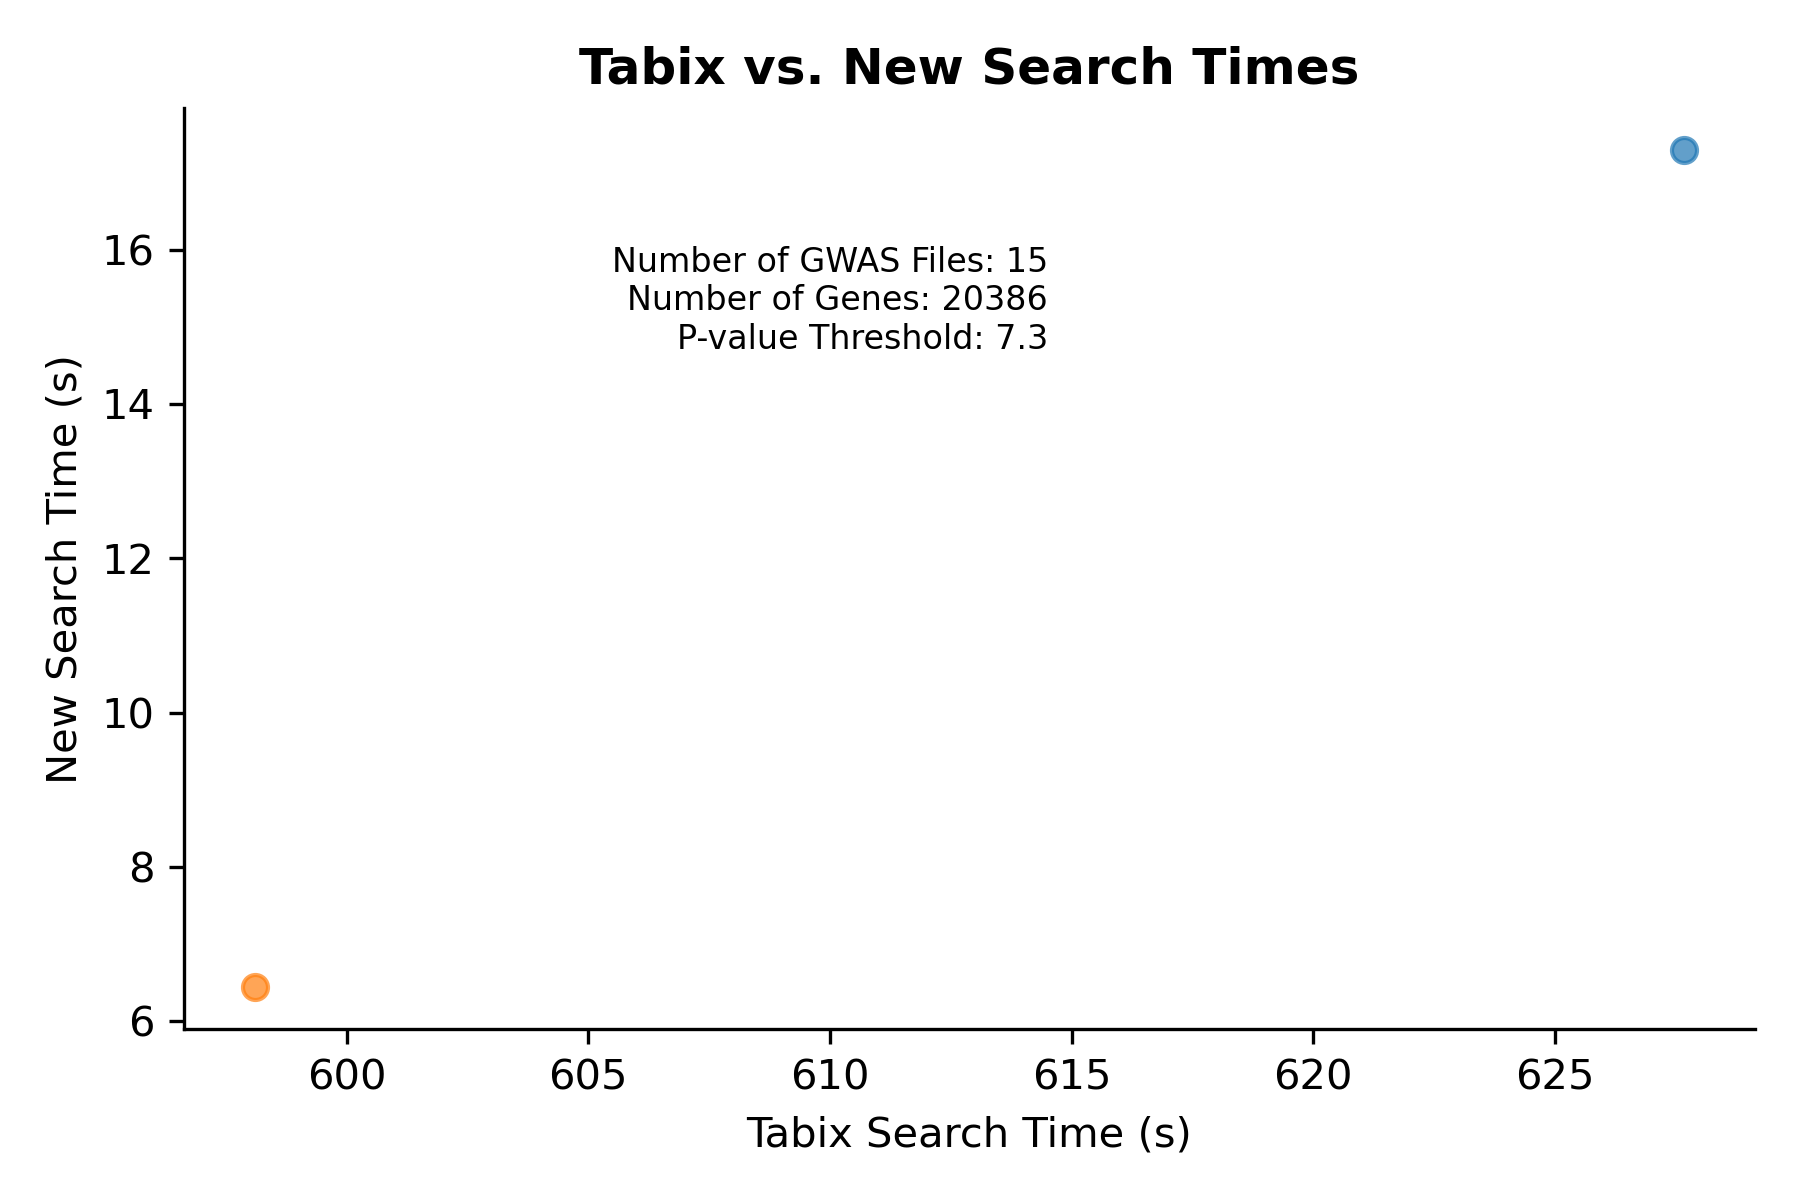 Tabix vs. New Search Times
Number of GWAS Files: 15
Number of Genes: 20386
P-value Threshold: 7.3
New Search Time (s)
16
14
12
10
8
6
600
605
610
615
620
625
Tabix Search Time (s)